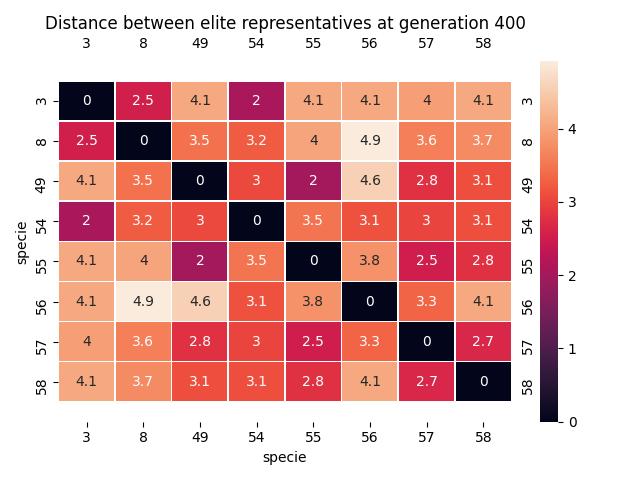 Distance between elite representatives at generation 400
3 8 49 54 55 56 57 58
3 0 2.5 4.1 2 4.1 4.1 4 4.1 3
8 2.5 0 3.5 3.2 4 4.9 3.6 3.7 8
49 4.1 3.5 0 3 2 4.6 2.8 3.1 49
54 2 3.2 3 0 3.5 3.1 3 3.1 54
55 4.1 4 2 3.5 0 3.8 2.5 2.8 55
56 4.1 4.9 4.6 3.1 3.8 0 3.3 4.1 56
57 4 3.6 2.8 3 2.5 3.3 0 2.7 57
58 4.1 3.7 3.1 3.1 2.8 4.1 2.7 0 58
3 8 49 54 55 56 57 58
specie
specie
4
3
2
1
0